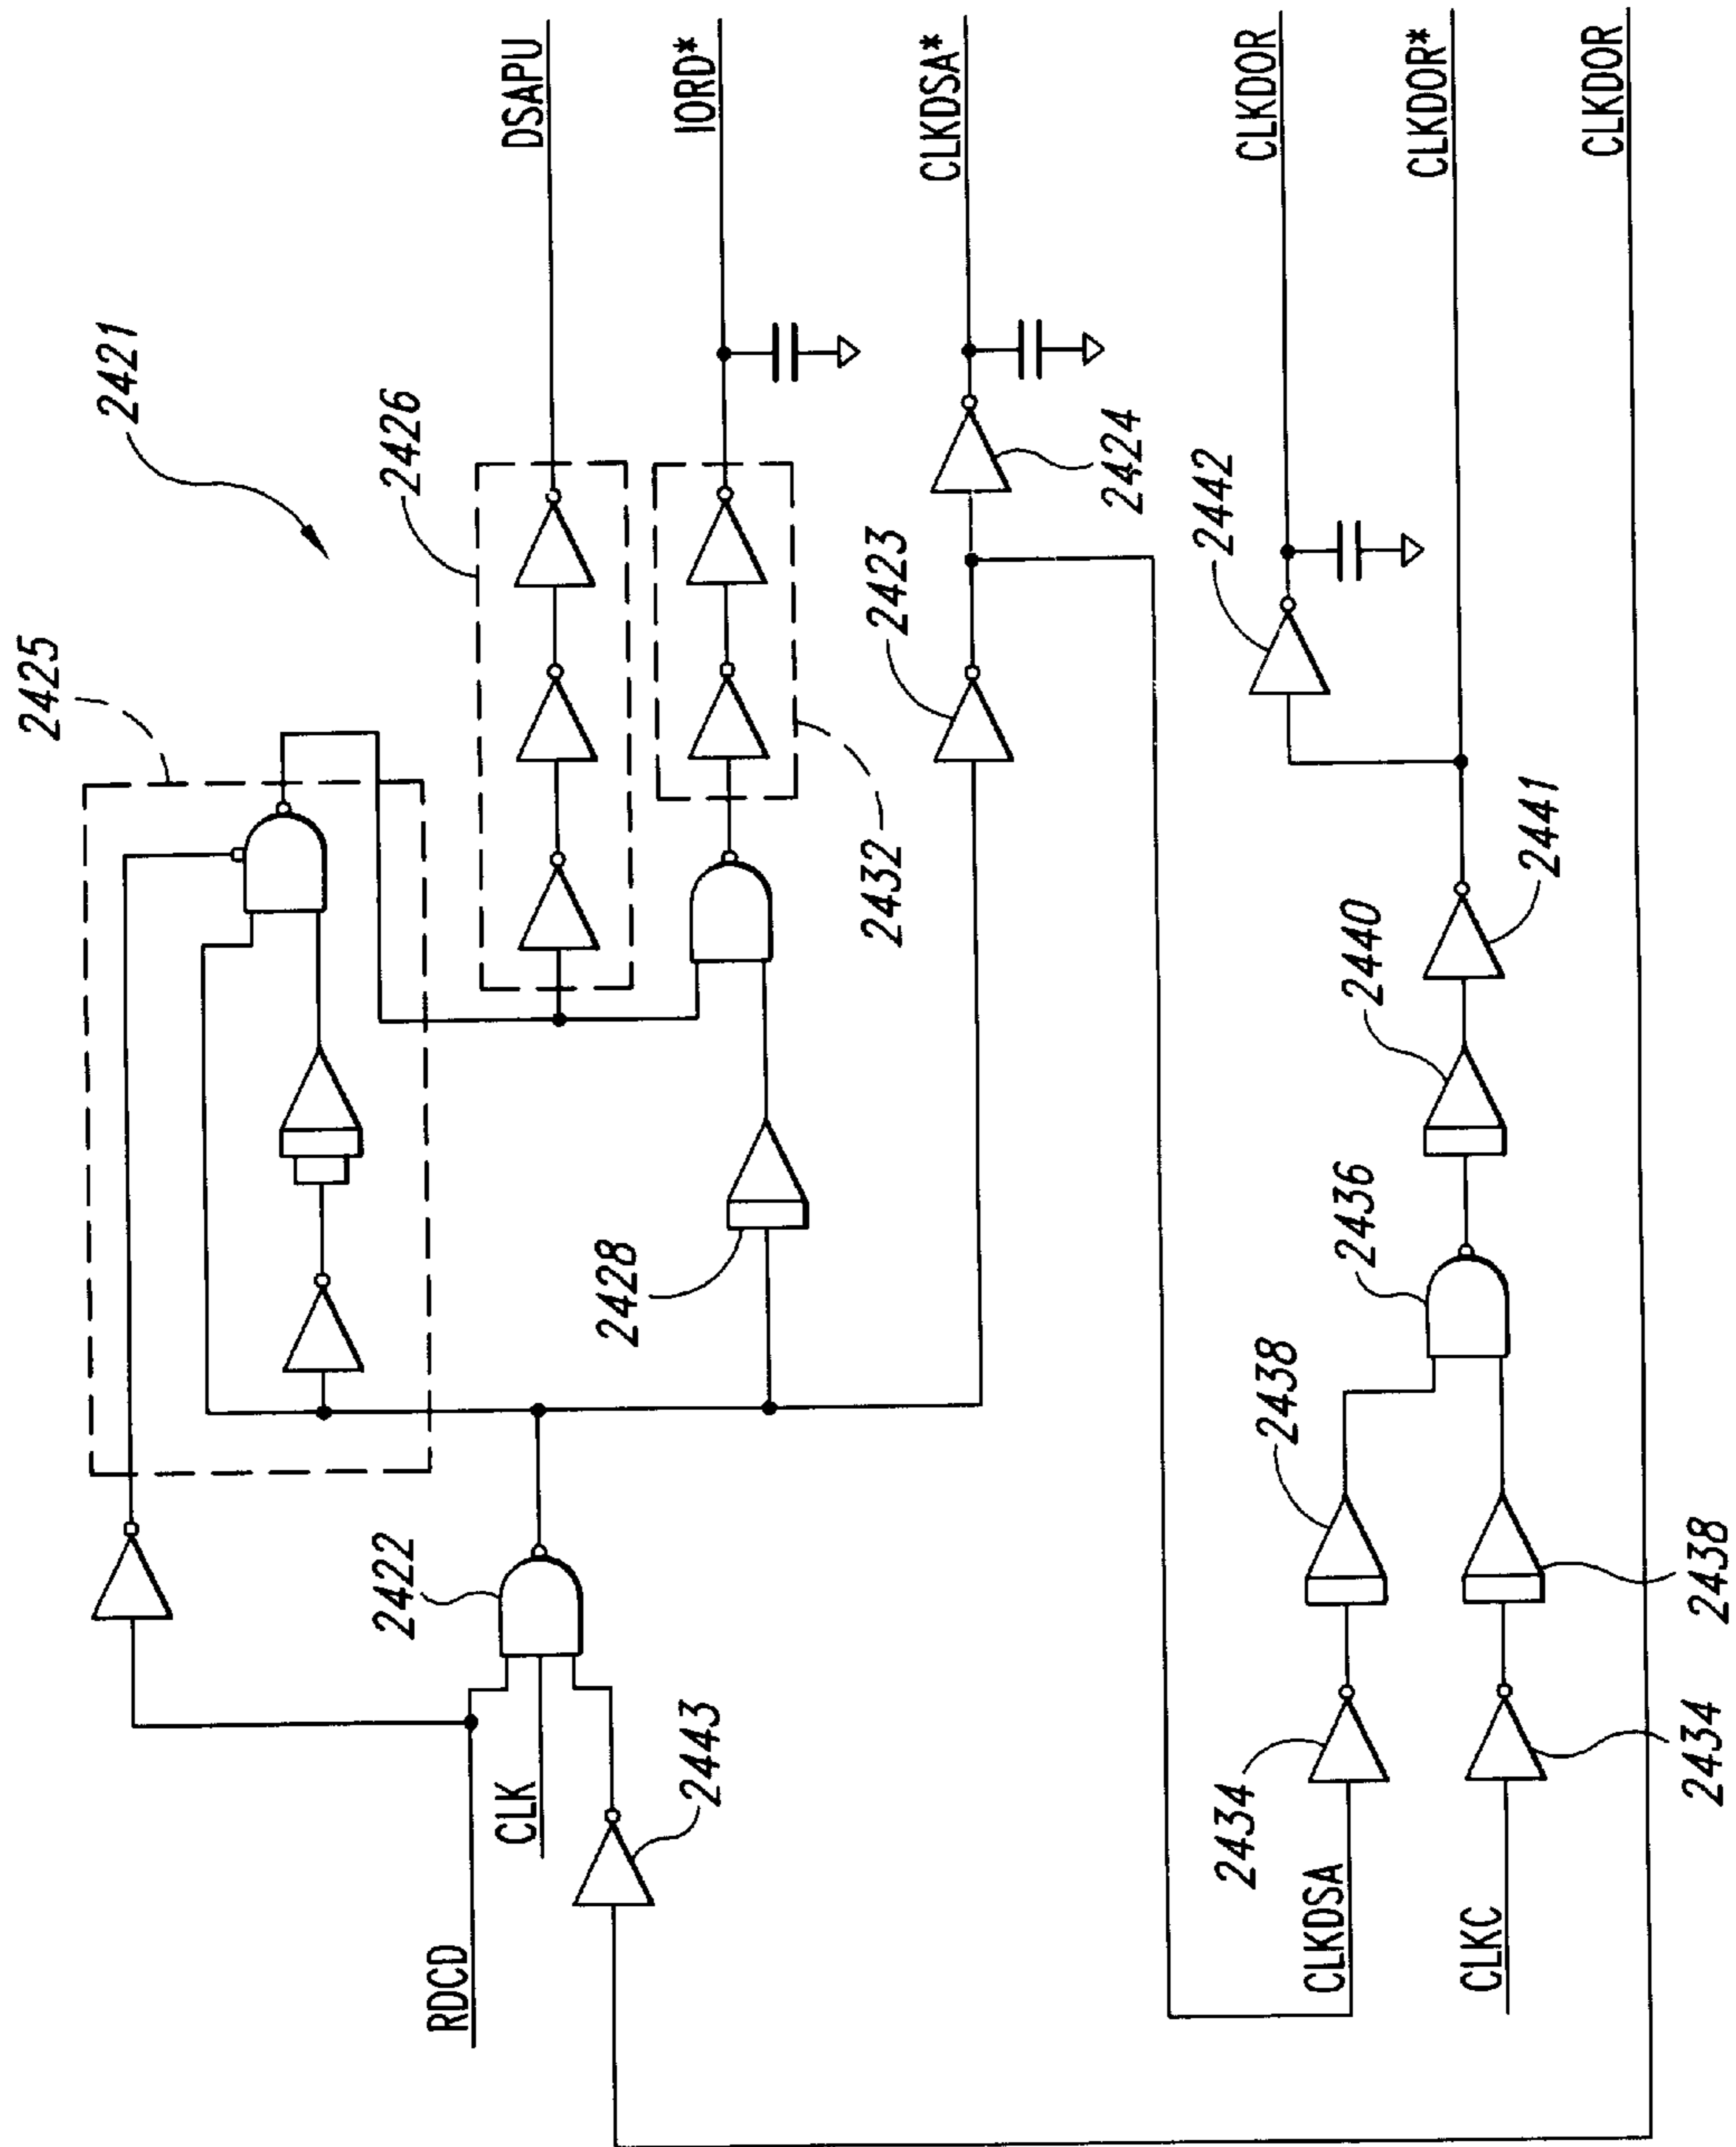 2421
2425
DSAPU
2426
IORD*
2432
2423
CLKDSA*
2424
2428
2422
RDCD
CLK
2443
2442
CLKDOR
CLKDOR*
CLKDOR
2441
2440
2436
2438
2438
2434
2434
CLKDSA
CLKC